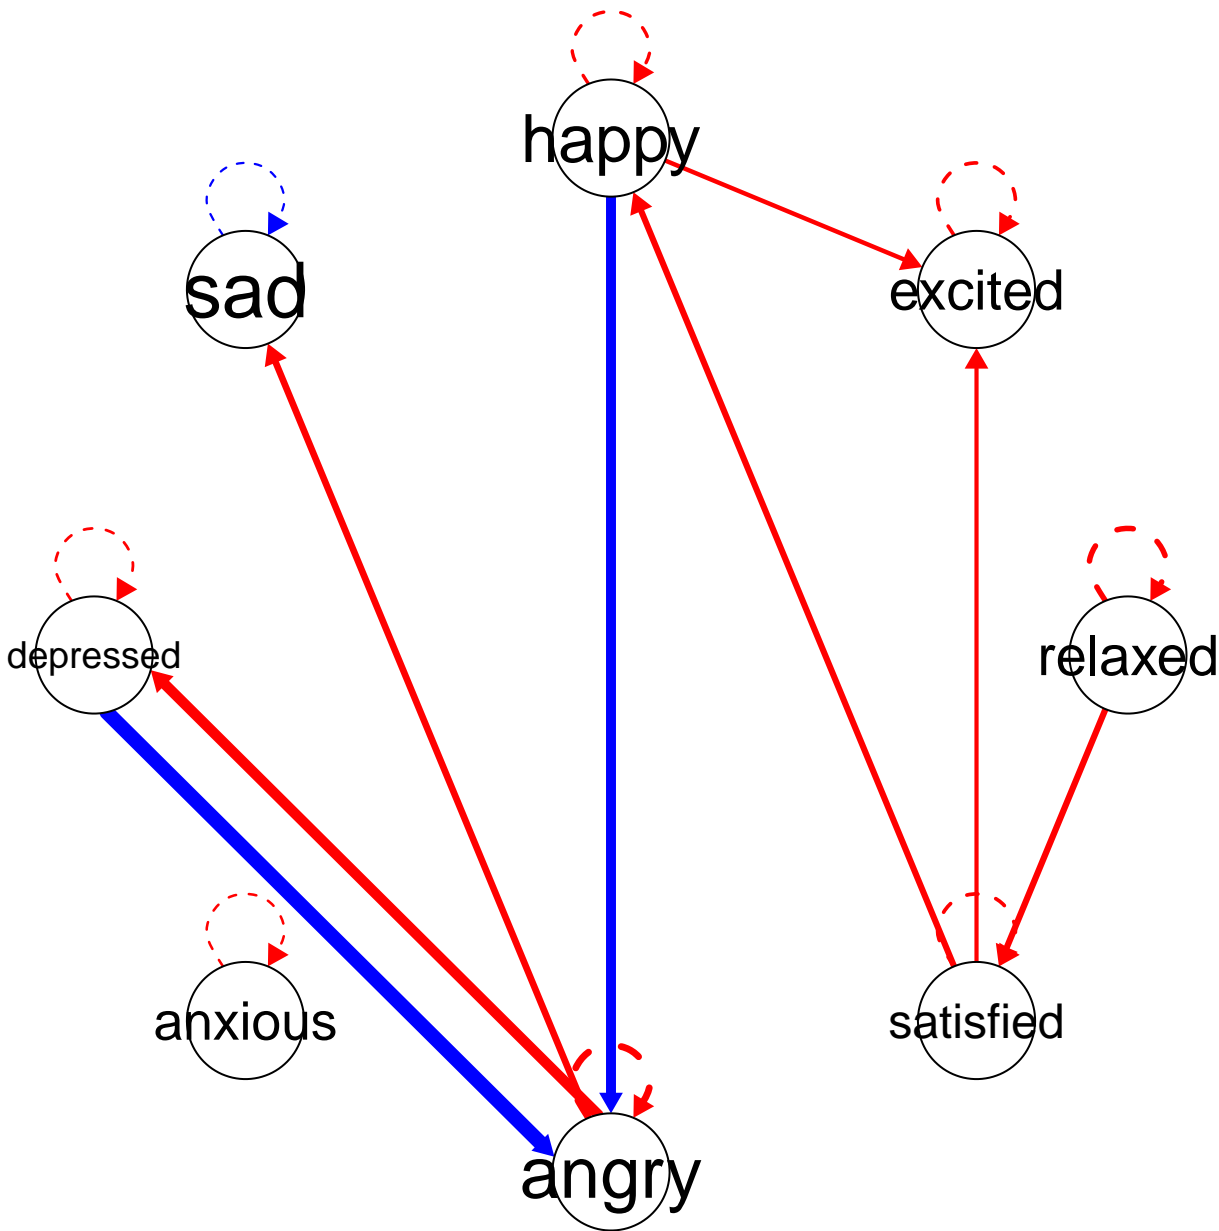 happy
sad
excited
depressed
relaxed
anxious
satisfied
angry